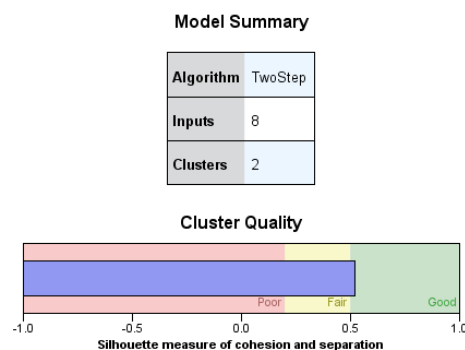 Model Summary
Algorithm TwoStep
Inputs 8
Clusters 2
Cluster Quality
Poor Fair Good
-1.0 -0.5 0.0 0.5 1.0
Silhouette measure of cohesion and separation